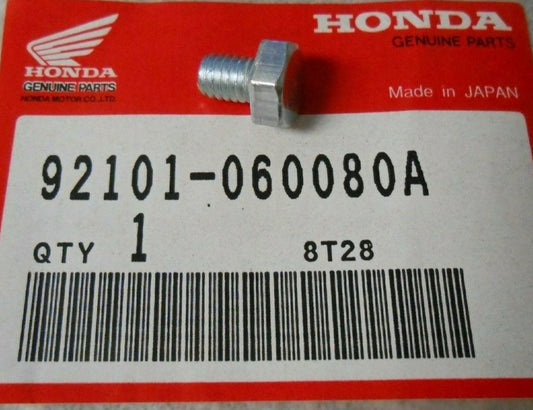 HONDA
GENUINE PARTS
HONDA MOTOR CO.,LTD.
HONDA
GENUINE PARTS
Made in JAPAN
92101-060080A
QTY 1 8T28